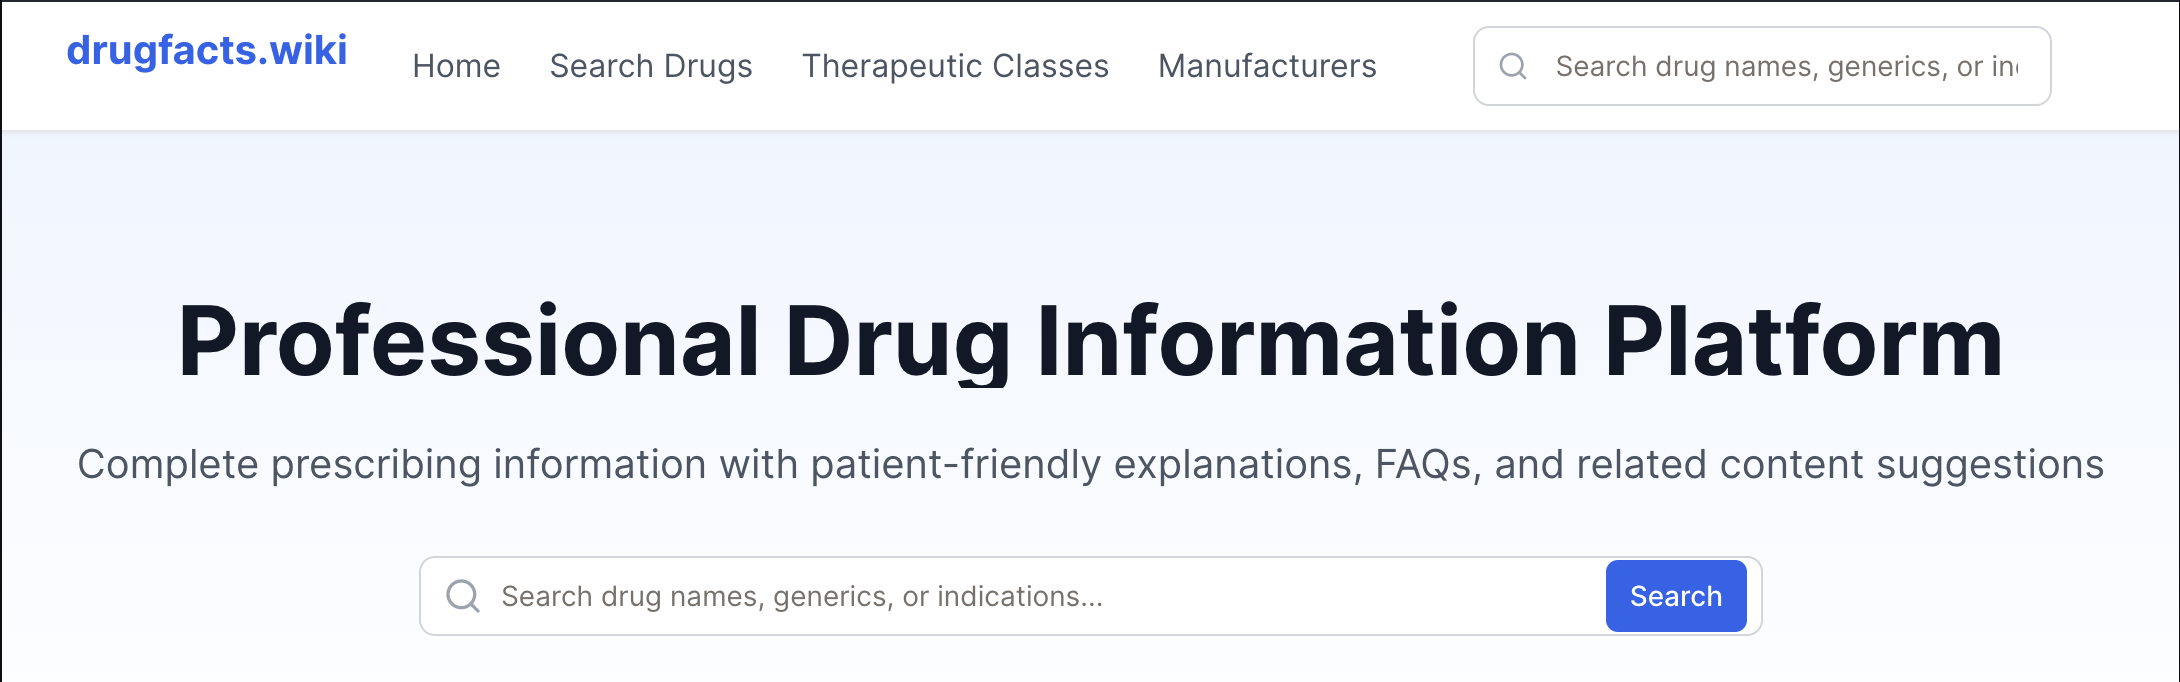 drugfacts.wiki
Home Search Drugs Therapeutic Classes Manufacturers
Search drug names, generics, or in
Professional Drug Information Platform
Complete prescribing information with patient-friendly explanations, FAQs, and related content suggestions
Search drug names, generics, or indications...
Search